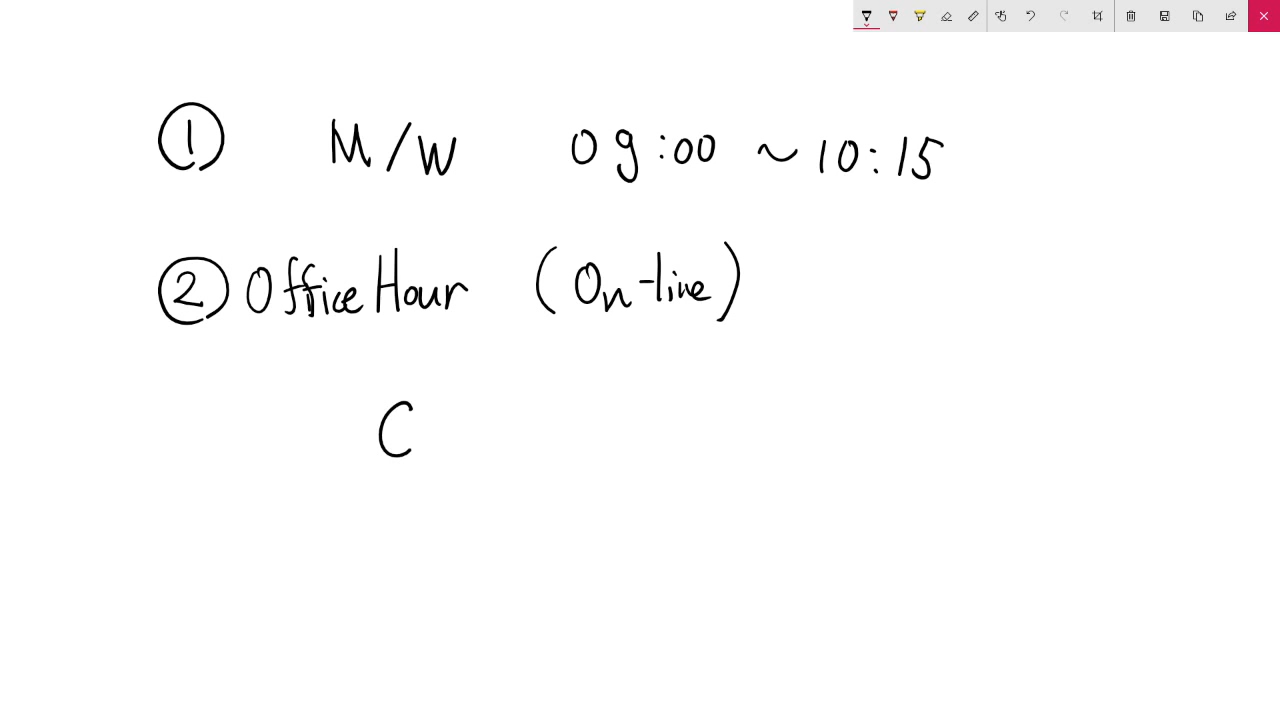 ① M/W 09:00 ~ 10:15
② Office Hour (On-line)
C